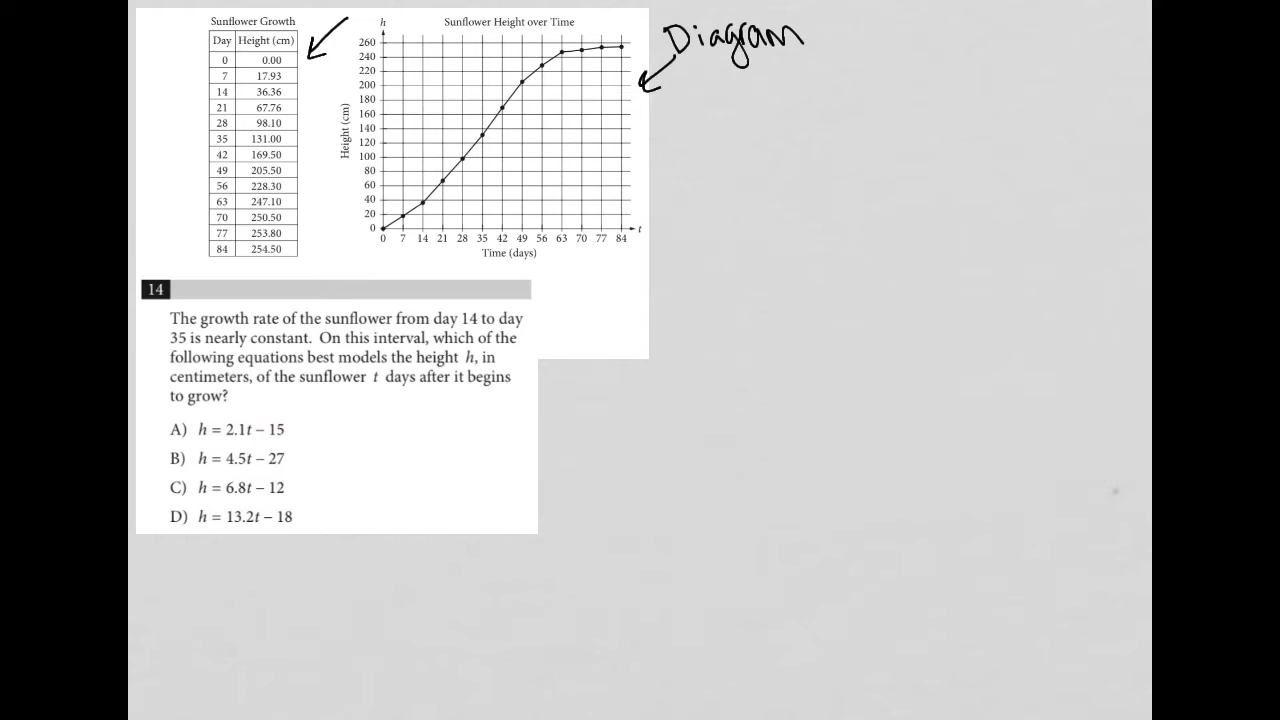 Sunflower Growth
Day Height (cm)
0 0.00
7 17.93
14 36.36
21 67.76
28 98.10
35 131.00
42 169.50
49 205.50
56 228.30
63 247.10
70 250.50
77 253.80
84 254.50
h
Sunflower Height over Time
260
240
220
200
180
160
140
120
100
80
60
40
20
0
Height (cm)
0 7 14 21 28 35 42 49 56 63 70 77 84
t
Time (days)
Diagram
14
The growth rate of the sunflower from day 14 to day
35 is nearly constant. On this interval, which of the
following equations best models the height h, in
centimeters, of the sunflower t days after it begins
to grow?
A) h = 2.1t – 15
B) h = 4.5t – 27
C) h = 6.8t – 12
D) h = 13.2t – 18